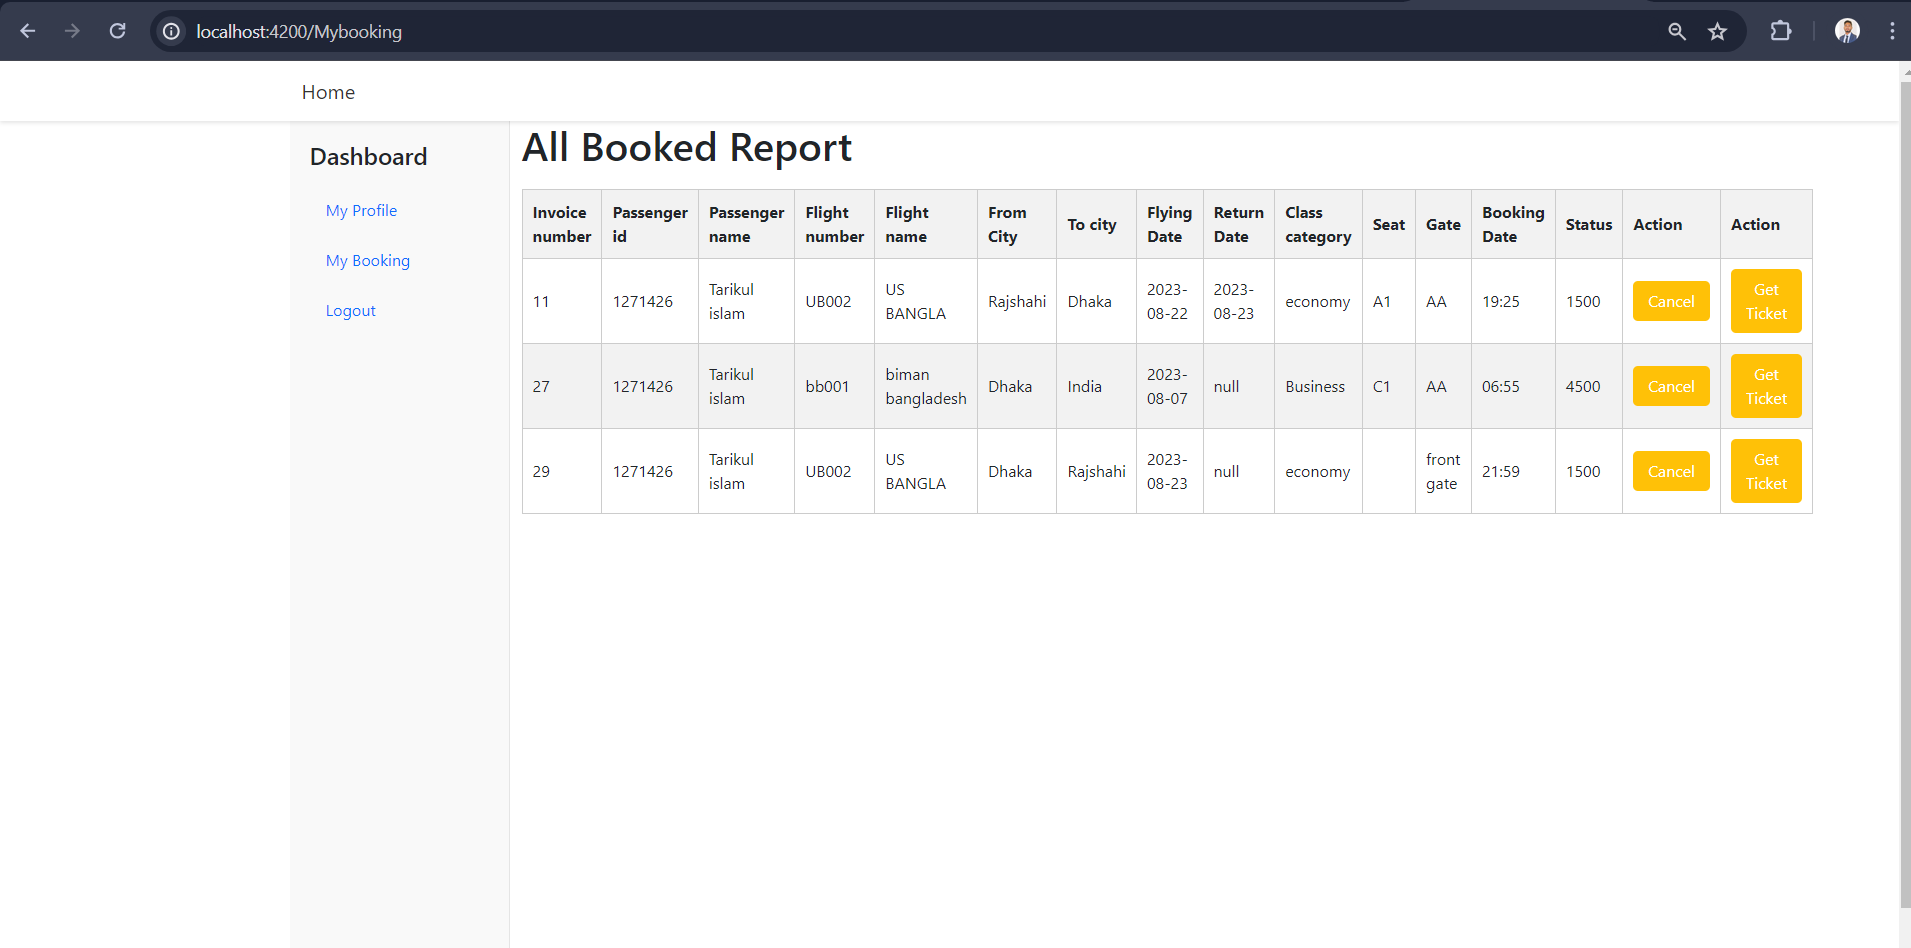 localhost:4200/Mybooking
Home
Dashboard
My Profile
My Booking
Logout
All Booked Report
Invoice number Passenger id Passenger name Flight number Flight name From City To city Flying Date Return Date Class category Seat Gate Booking Date Status Action Action
11 1271426 Tarikul islam UB002 US BANGLA Rajshahi Dhaka 2023-08-22 2023-08-23 economy A1 AA 19:25 1500 Cancel Get Ticket
27 1271426 Tarikul islam bb001 biman bangladesh Dhaka India 2023-08-07 null Business C1 AA 06:55 4500 Cancel Get Ticket
29 1271426 Tarikul islam UB002 US BANGLA Dhaka Rajshahi 2023-08-23 null economy front gate 21:59 1500 Cancel Get Ticket